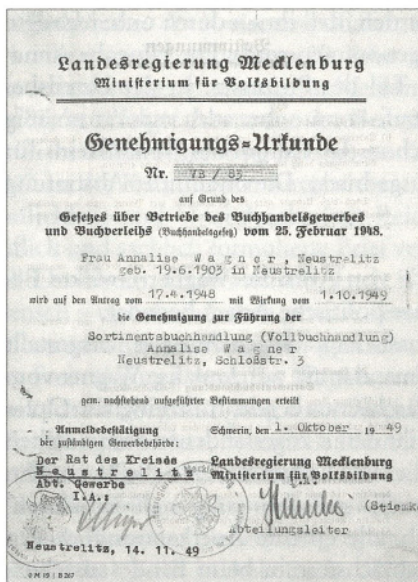 Landesregierung Mecklenburg
Ministerium für Volksbildung
Genehmigungs-Urkunde
Nr. VB / 83
auf Grund des
Gesetzes über Betriebe des Buchhandelsgewerbes
und Buchverleihs (Buchhandelsgesetz) vom 25. Februar 1948.
Frau Annalise Wagner, Neustrelitz
geb. 19.6.1903 in Neustrelitz
wird auf den Antrag vom 17.4.1948 mit Wirkung vom 1.10.1949
die Genehmigung zur Führung der
Sortimentsbuchhandlung (Vollbuchhandlung)
Annalise Wagner
Neustrelitz, Schloßstr. 3
gem. nachstehend aufgeführter Bestimmungen erteilt
Anmeldebestätigung
der zuständigen Gewerbebehörde:
Schwerin, den 1. Oktober 19 49
Der Rat des Kreises
Neustrelitz
Abt. Gewerbe
I.A.:
Landesregierung Mecklenburg
Ministerium für Volksbildung
Abteilungsleiter
Neustrelitz, 14. 11. 49